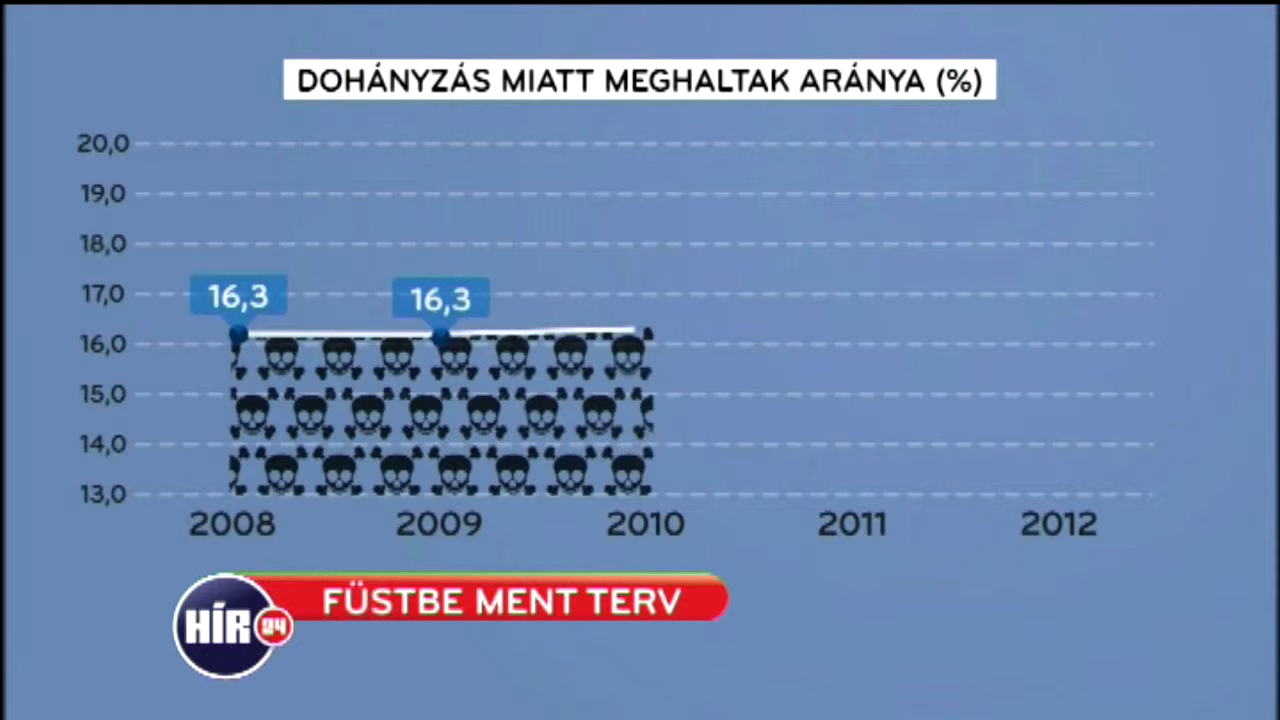 DOHÁNYZÁS MIATT MEGHALTAK ARÁNYA (%)
20,0
19,0
18,0
17,0
16,3
16,3
16,0
15,0
14,0
13,0
2008 2009 2010 2011 2012
FÜSTBE MENT TERV
HÍR 24